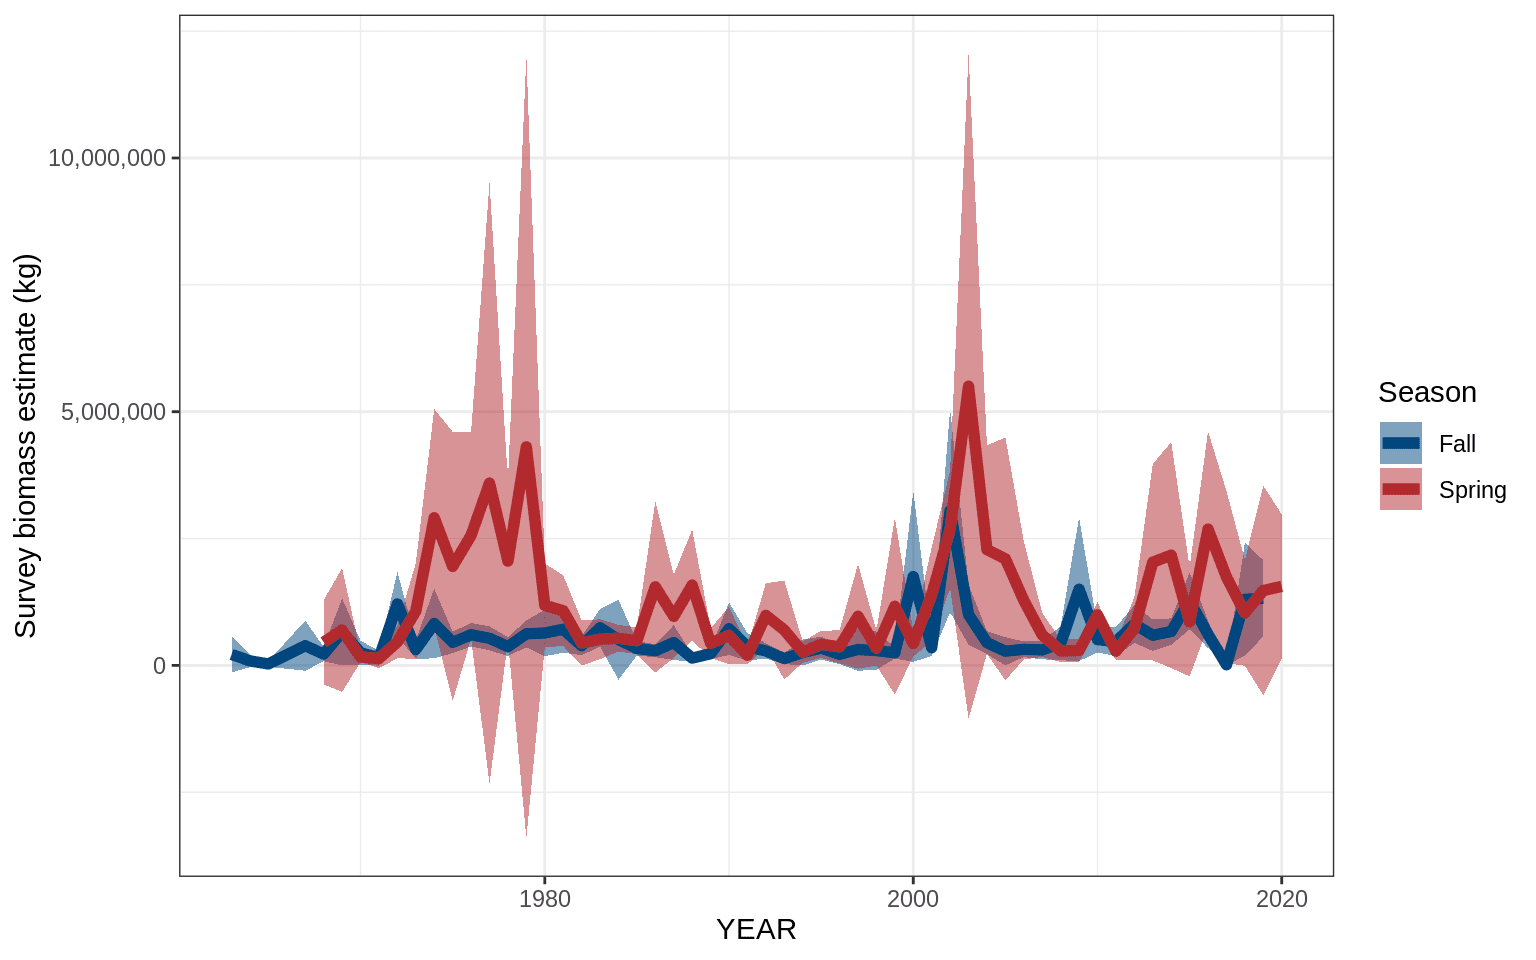 10,000,000
5,000,000
0
Survey biomass estimate (kg)
1980
2000
2020
YEAR
Season
Fall
Spring